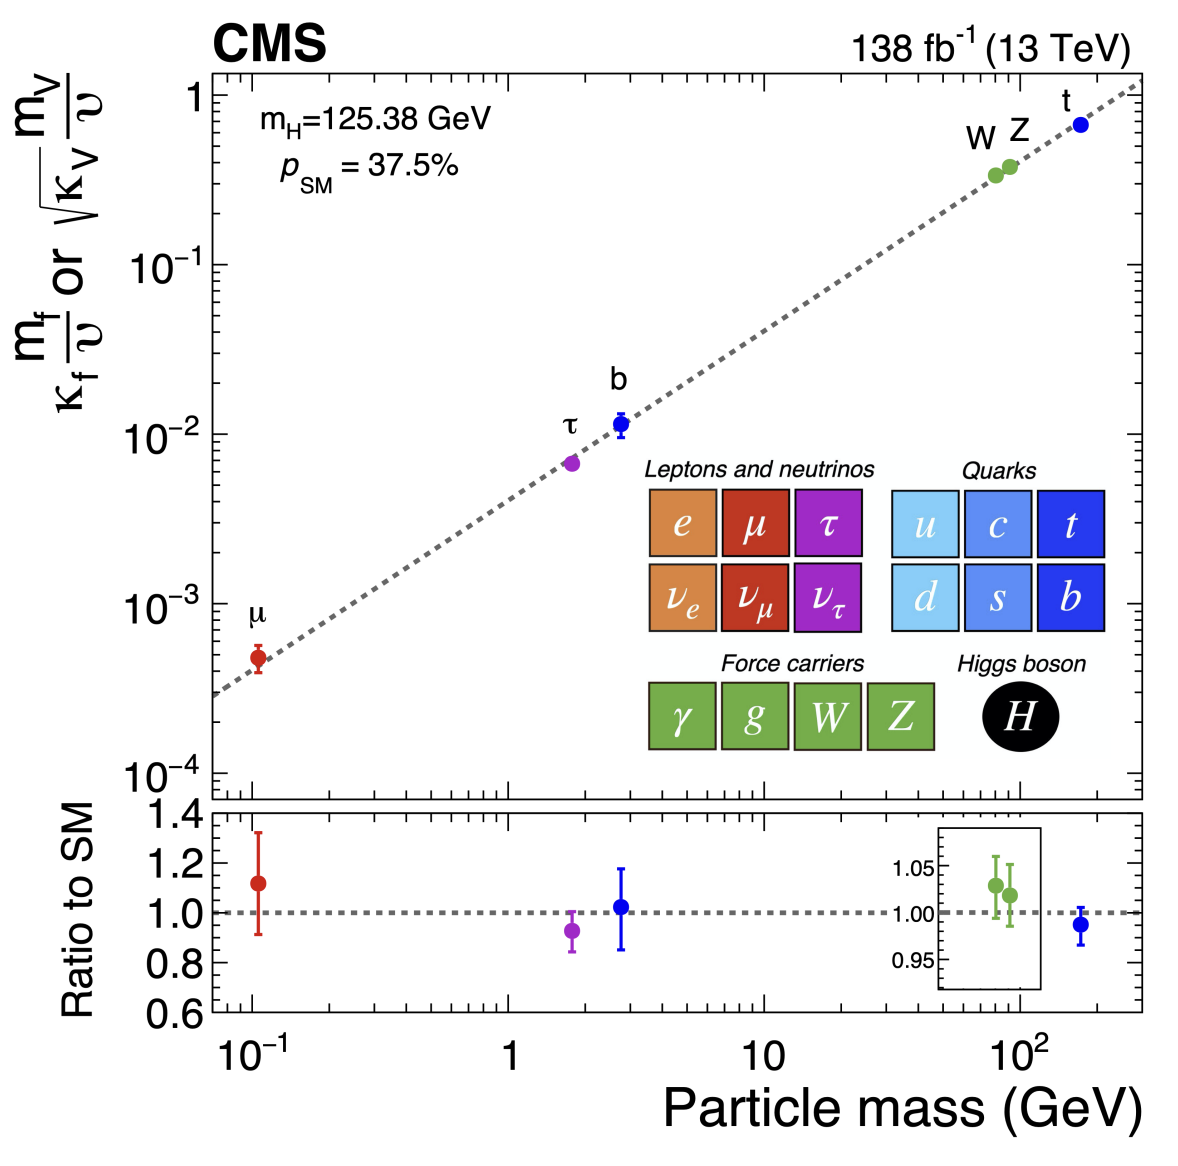 CMS
138 fb⁻¹ (13 TeV)
κ_f m_f/υ or √κ_V m_V/υ
m_H=125.38 GeV
p_SM = 37.5%
1
10⁻¹
10⁻²
10⁻³
10⁻⁴
μ
τ
b
W
Z
t
Leptons and neutrinos
Quarks
e μ τ
u c t
ν_e ν_μ ν_τ
d s b
Force carriers
Higgs boson
γ g W Z
H
Ratio to SM
1.4
1.2
1.0
0.8
0.6
1.05
1.00
0.95
10⁻¹ 1 10 10²
Particle mass (GeV)